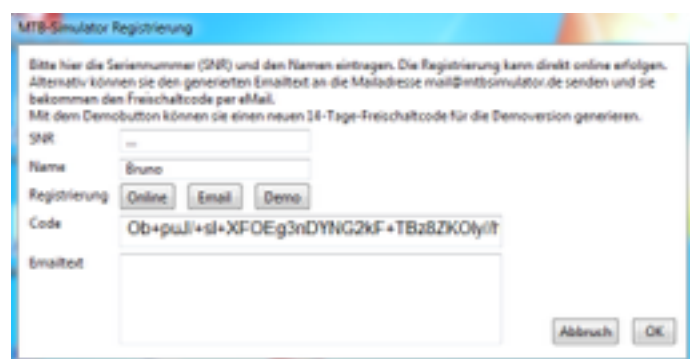 MTB-Simulator Registrierung
Bitte hier die Seriennummer (SNR) und den Namen eintragen. Die Registrierung kann direkt online erfolgen.
Alternativ können sie den generierten Emailtext an die Mailadresse mail@mtbsimulator.de senden und sie
bekommen den Freischaltcode per eMail.
Mit dem Demobutton können sie einen neuen 14-Tage-Freischaltcode für die Demoversion generieren.
SNR ...
Name Bruno
Registrierung Online Email Demo
Code
Emailtext
Abbruch OK